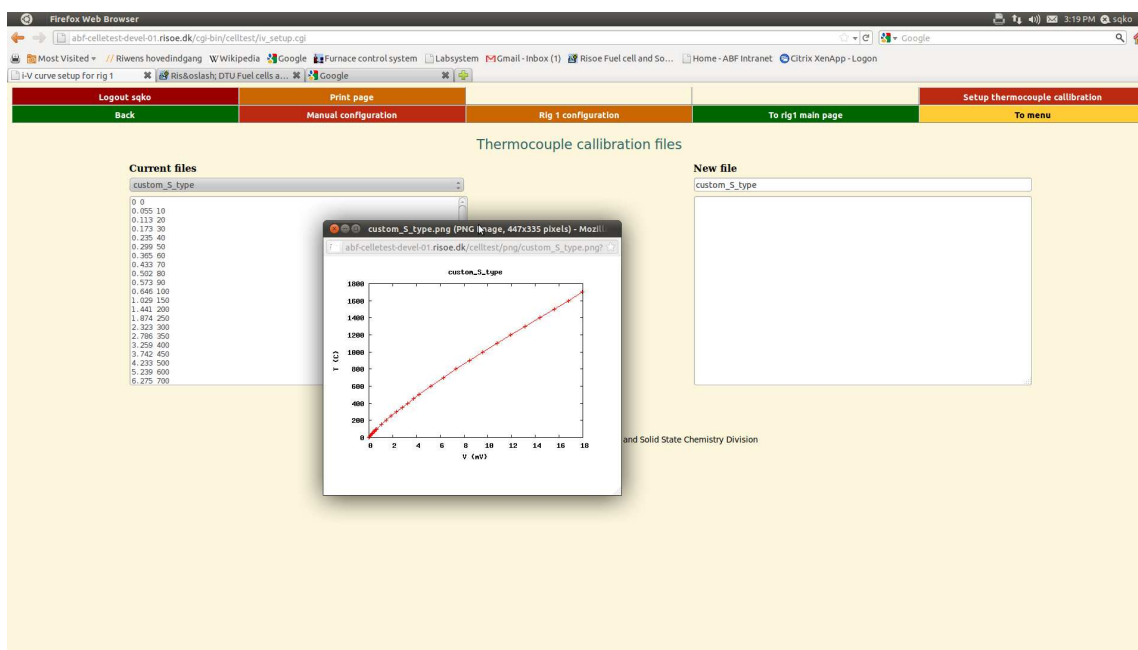 Firefox Web Browser
3:19 PM sqko
abf-celletest-devel-01.risoe.dk/cgi-bin/celltest/iv_setup.cgi
Google
Most Visited Riwens hovedindgang Wikipedia Google Furnace control system Labsystem Gmail - Inbox (1) Risoe Fuel cell and So... Home - ABF Intranet Citrix XenApp - Logon
i-V curve setup for rig 1 Ris&oslash; DTU Fuel cells a... Google
Logout sqko Print page Setup thermocouple callibration
Back Manual configuration Rig 1 configuration To rig1 main page To menu
Thermocouple callibration files
Current files
custom_S_type
0 0
0.055 10
0.113 20
0.173 30
0.235 40
0.299 50
0.365 60
0.433 70
0.502 80
0.573 90
0.646 100
1.029 150
1.441 200
1.874 250
2.323 300
2.786 350
3.259 400
3.742 450
4.233 500
5.239 600
6.275 700
New file
custom_S_type
custom_S_type.png (PNG Image, 447x335 pixels) - Mozill
abf-celletest-devel-01.risoe.dk/celltest/png/custom_S_type.png?
custom_S_type
1800
1600
1400
1200
1000
800
600
400
200
0
T (C)
0 2 4 6 8 10 12 14 16 18
V (mV)
and Solid State Chemistry Division